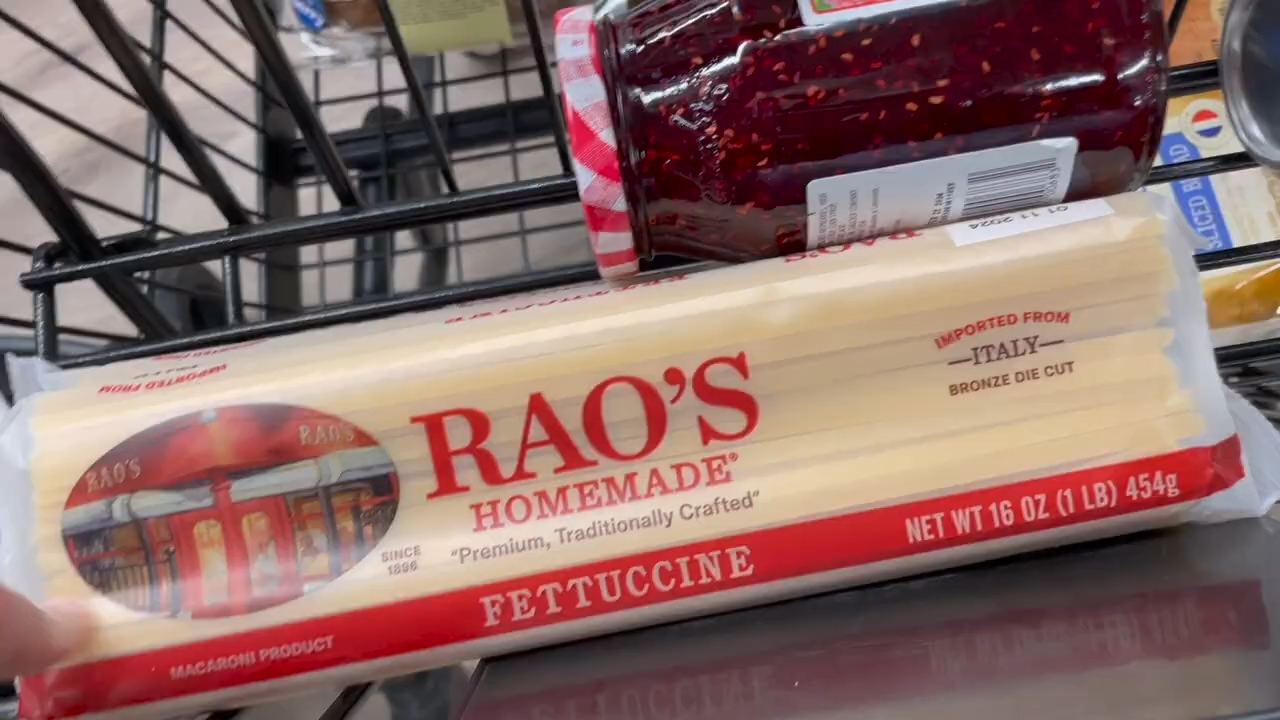 RAO'S
01 11 2024
IMPORTED FROM
RAO'S
RAO'S
RAO'S
HOMEMADE®
"Premium, Traditionally Crafted"
SINCE
1896
IMPORTED FROM
—ITALY—
BRONZE DIE CUT
NET WT 16 OZ (1 LB) 454g
FETTUCCINE
MACARONI PRODUCT
SLICED